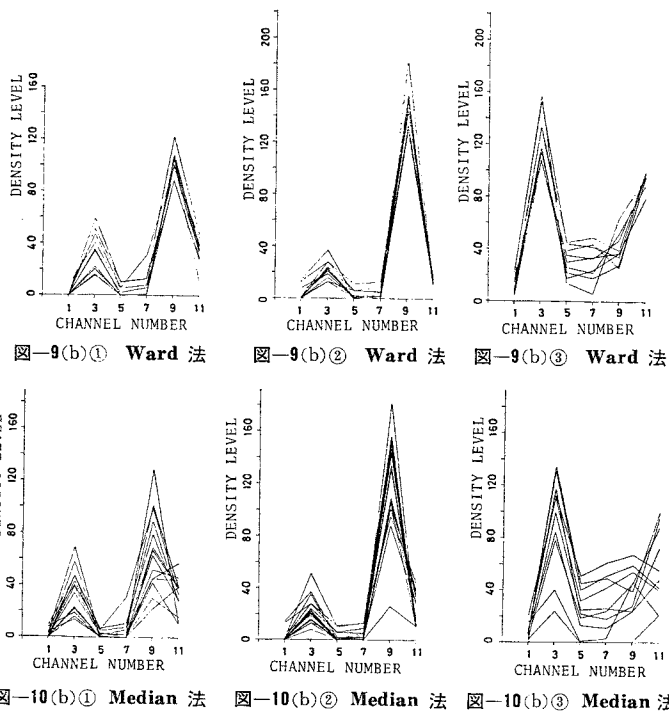 DENSITY LEVEL
0 40 80 120 160
1 3 5 7 9 11
CHANNEL NUMBER
図—9(b)① Ward 法
DENSITY LEVEL
0 40 80 120 160 200
1 3 5 7 9 11
CHANNEL NUMBER
図—9(b)② Ward 法
DENSITY LEVEL
0 40 80 120 160 200
1 3 5 7 9 11
CHANNEL NUMBER
図—9(b)③ Ward 法
0 40 80 120 160
1 3 5 7 9 11
CHANNEL NUMBER
図—10(b)① Median 法
DENSITY LEVEL
0 40 80 120 160
1 3 5 7 9 11
CHANNEL NUMBER
図—10(b)② Median 法
DENSITY LEVEL
0 40 80 120 160
1 3 5 7 9 11
CHANNEL NUMBER
図—10(b)③ Median 法